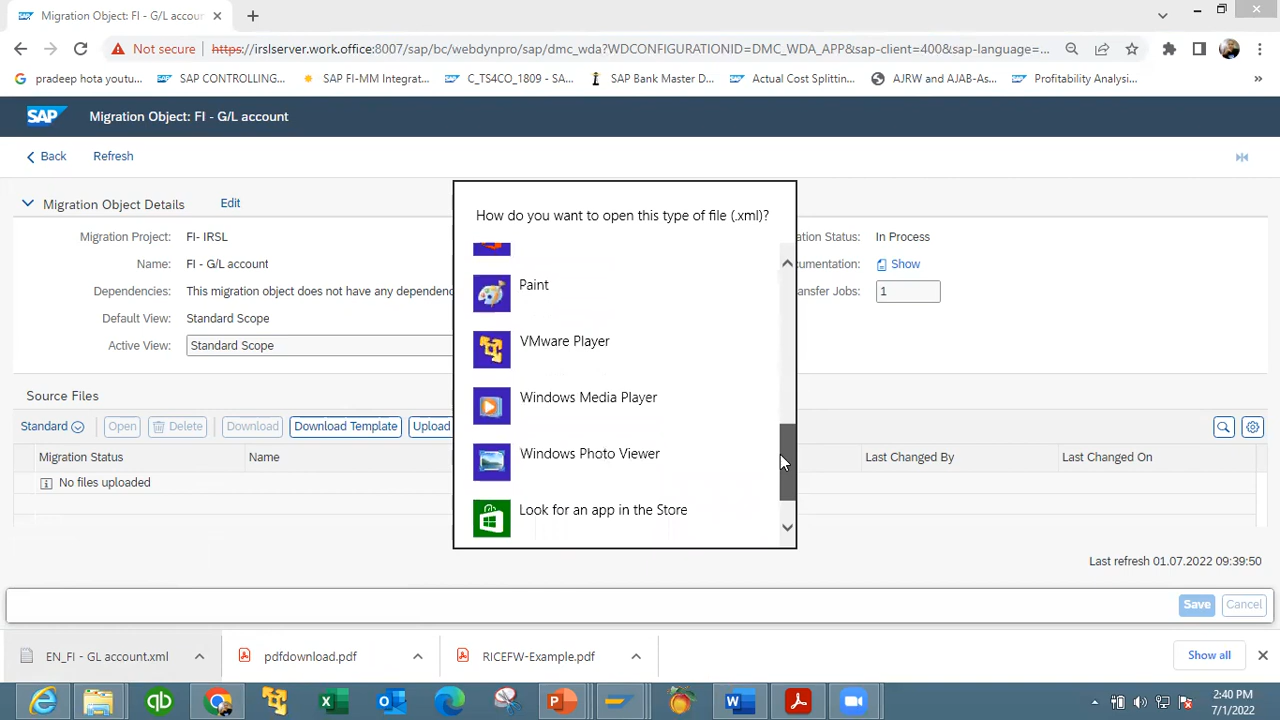 Migration Object: FI - G/L accou
Not secure https://irslserver.work.office:8007/sap/bc/webdynpro/sap/dmc_wda?WDCONFIGURATIONID=DMC_WDA_APP&sap-client=400&sap-language=...
pradeep hota youtu... SAP CONTROLLING... SAP FI-MM Integrat... C_TS4CO_1809 - SA... SAP Bank Master D... Actual Cost Splittin... AJRW and AJAB-As... Profitability Analysi... »
SAP Migration Object: FI - G/L account
Back Refresh
Migration Object Details Edit
How do you want to open this type of file (.xml)?
Migration Project: FI- IRSL
ation Status: In Process
Name: FI - G/L account
ocumentation: Show
Dependencies: This migration object does not have any dependenc
ransfer Jobs: 1
Default View: Standard Scope
Active View: Standard Scope
Paint
VMware Player
Windows Media Player
Windows Photo Viewer
Look for an app in the Store
Source Files
Standard Open Delete Download Download Template Upload
Migration Status Name Last Changed By Last Changed On
No files uploaded
Last refresh 01.07.2022 09:39:50
Save Cancel
EN_FI - GL account.xml pdfdownload.pdf RICEFW-Example.pdf Show all
2:40 PM
7/1/2022